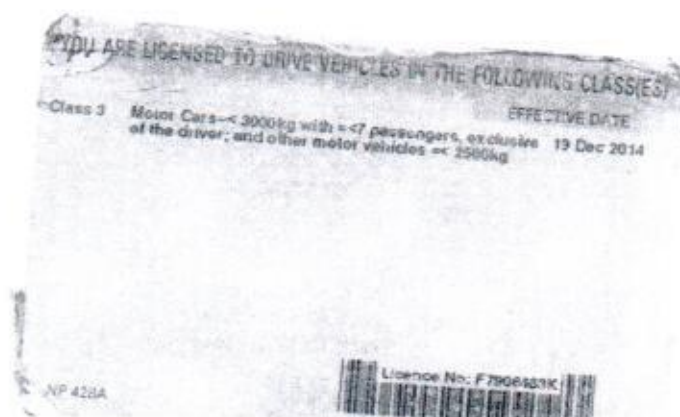 YOU ARE LICENSED TO DRIVE VEHICLES IN THE FOLLOWING CLASS(ES)
EFFECTIVE DATE
Class 3 Motor Cars=< 3000kg with =<7 passengers, exclusive 19 Dec 2014
of the driver; and other motor vehicles =< 2500kg
Licence No:
NP 428A